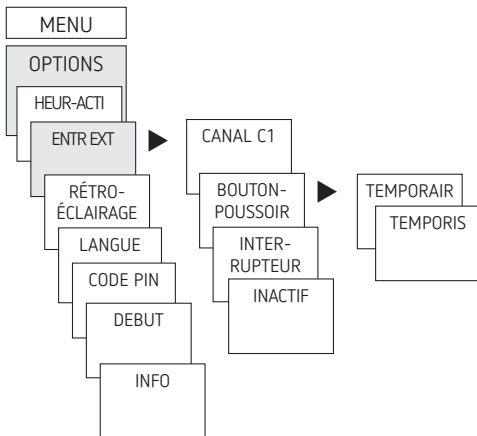 MENU
OPTIONS
HEUR-ACTI
ENTR EXT
RÉTRO-
ÉCLAIRAGE
LANGUE
CODE PIN
DEBUT
INFO
CANAL C1
BOUTON-
POUSSOIR
INTER-
RUPTEUR
INACTIF
TEMPORAIR
TEMPORIS